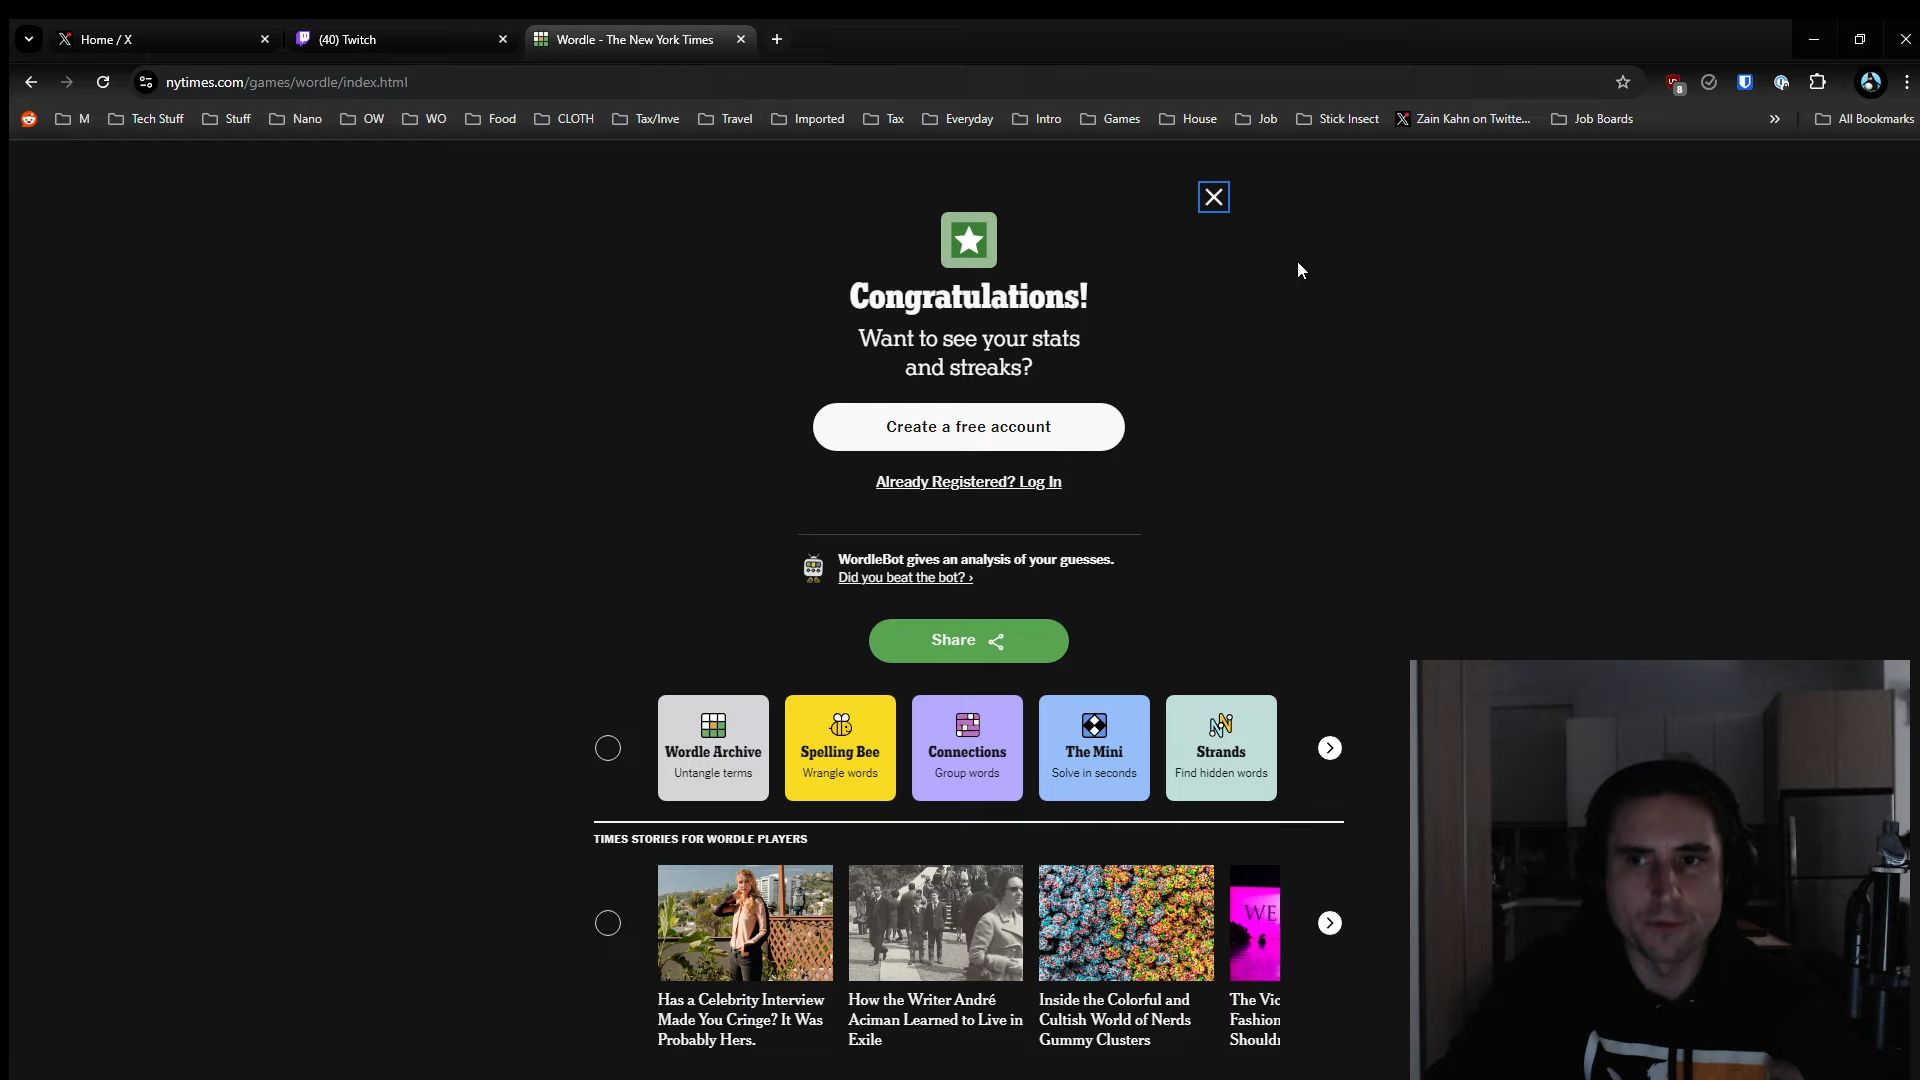 Home / X
(40) Twitch
Wordle - The New York Times
nytimes.com/games/wordle/index.html
8
M
Tech Stuff
Stuff
Nano
OW
WO
Food
CLOTH
Tax/Inve
Travel
Imported
Tax
Everyday
Intro
Games
House
Job
Stick Insect
Zain Kahn on Twitte...
Job Boards
All Bookmarks
Congratulations!
Want to see your stats
and streaks?
Create a free account
Already Registered? Log In
WordleBot gives an analysis of your guesses.
Did you beat the bot? ›
Share
Wordle Archive
Untangle terms
Spelling Bee
Wrangle words
Connections
Group words
The Mini
Solve in seconds
Strands
Find hidden words
TIMES STORIES FOR WORDLE PLAYERS
WE
Has a Celebrity Interview
Made You Cringe? It Was
Probably Hers.
How the Writer André
Aciman Learned to Live in
Exile
Inside the Colorful and
Cultish World of Nerds
Gummy Clusters
The Vic
Fashion
Should